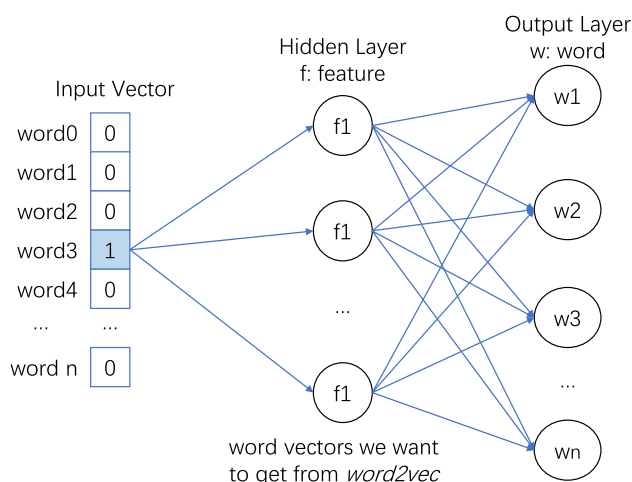 Output Layer
w: word
Hidden Layer
f: feature
Input Vector
word0 0
word1 0
word2 0
word3 1
word4 0
... ...
word n 0
f1
f1
...
f1
w1
w2
w3
...
wn
word vectors we want
to get from word2vec